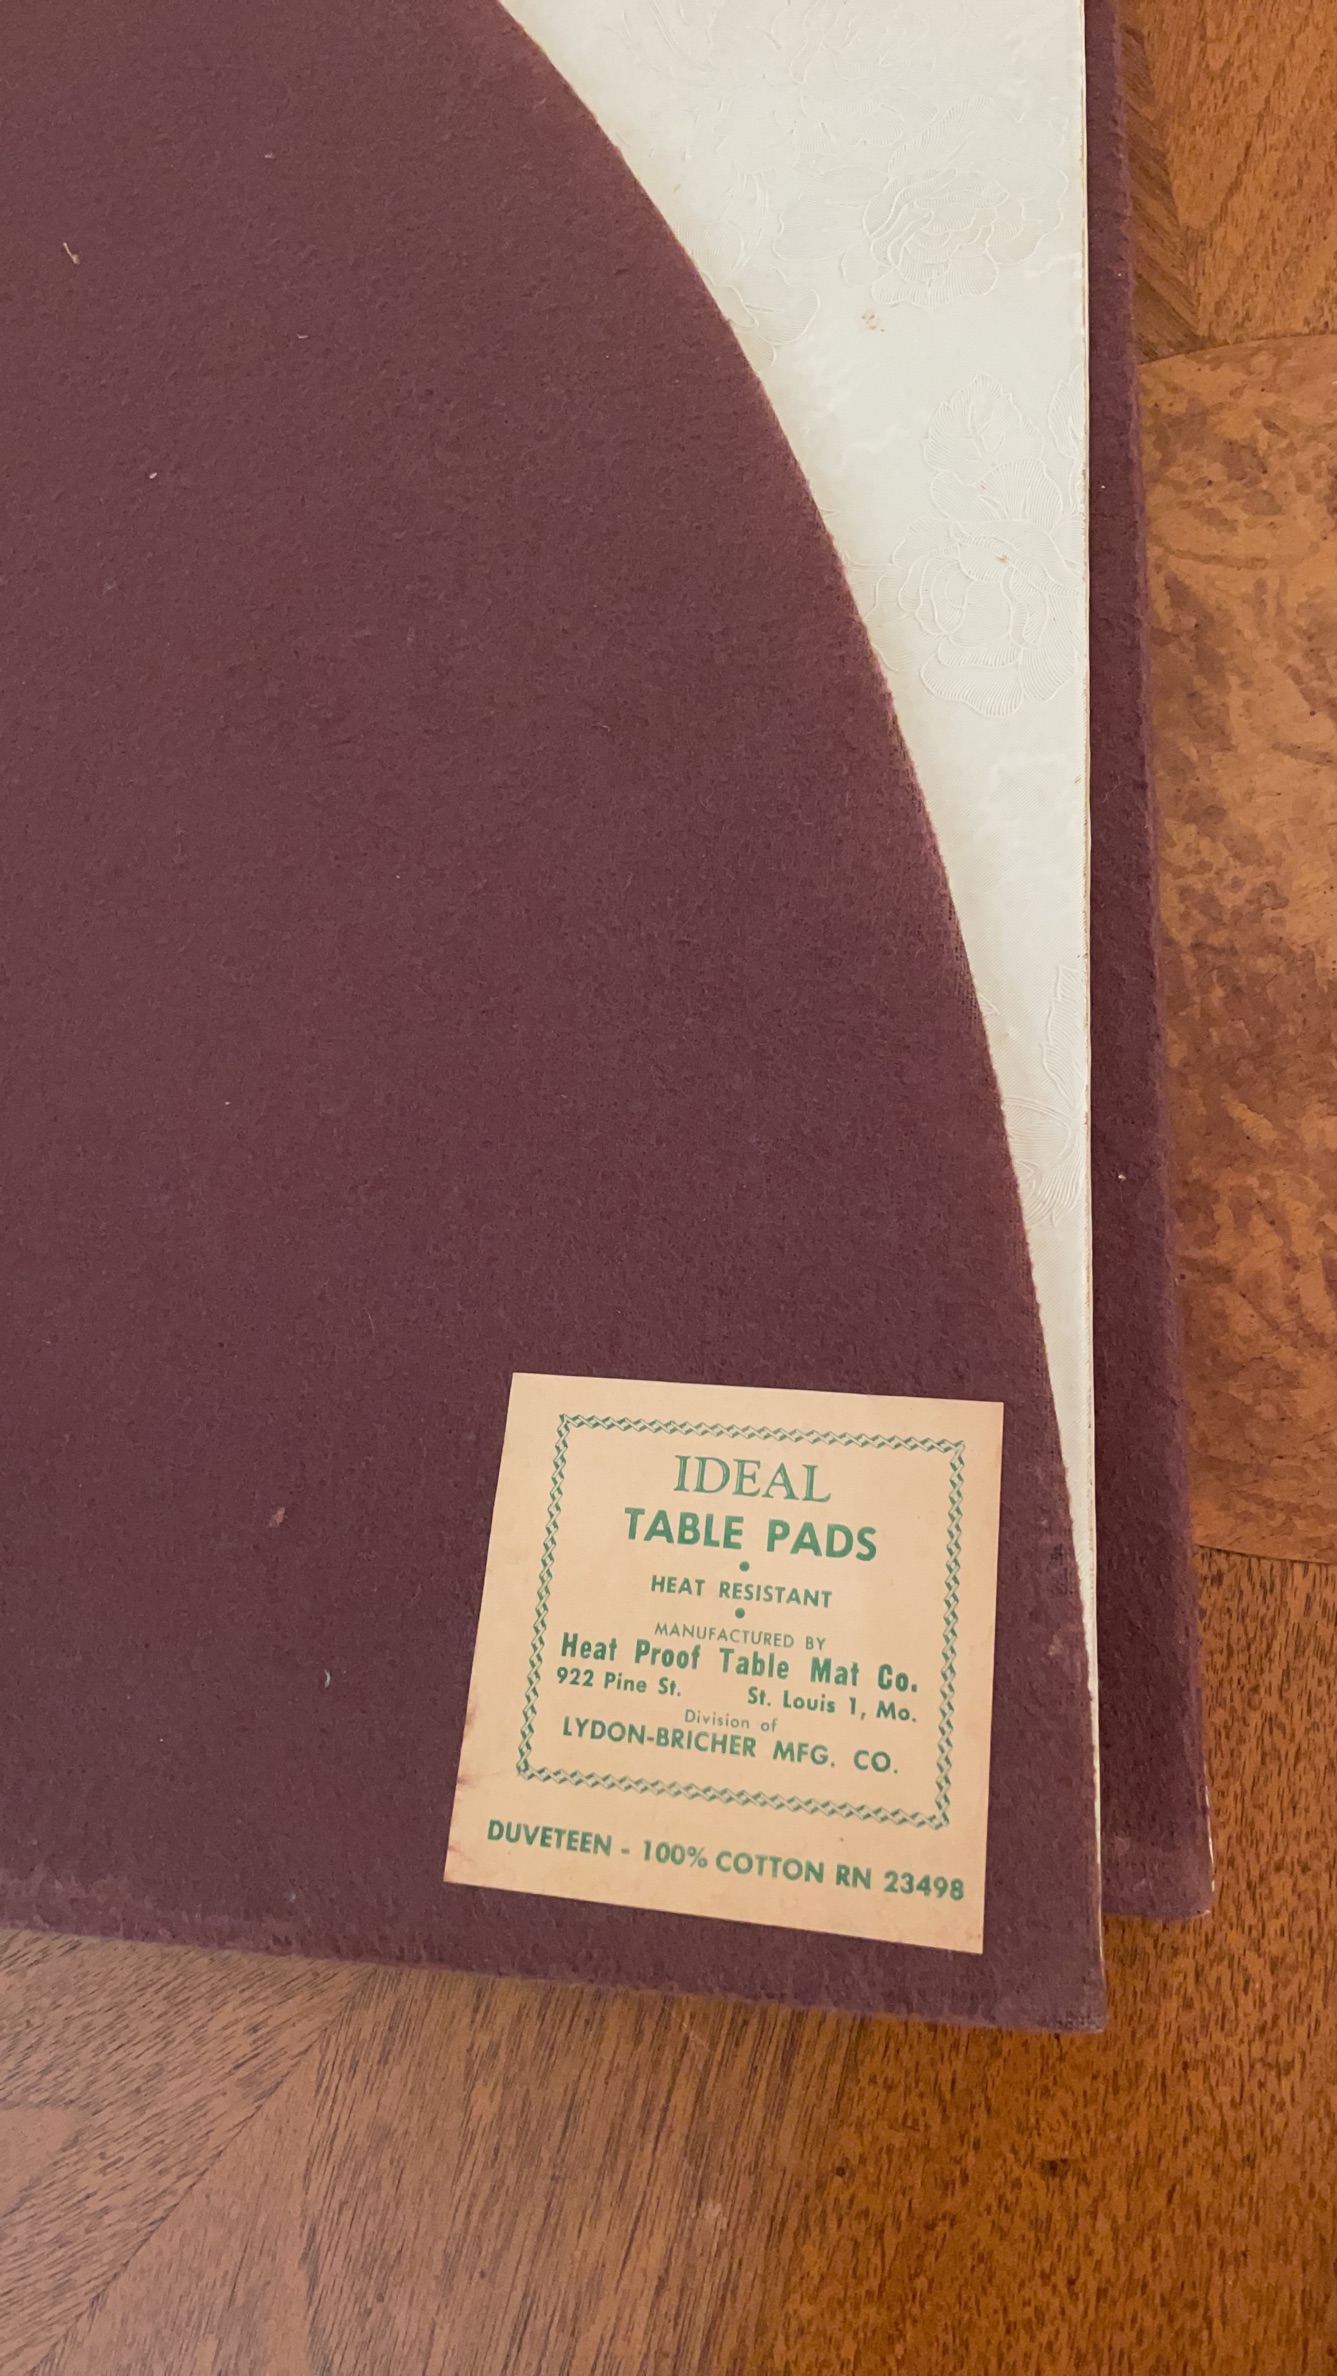 IDEAL
TABLE PADS
•
HEAT RESISTANT
•
MANUFACTURED BY
Heat Proof Table Mat Co.
922 Pine St. St. Louis 1, Mo.
Division of
LYDON-BRICHER MFG. CO.
DUVETEEN - 100% COTTON RN 23498